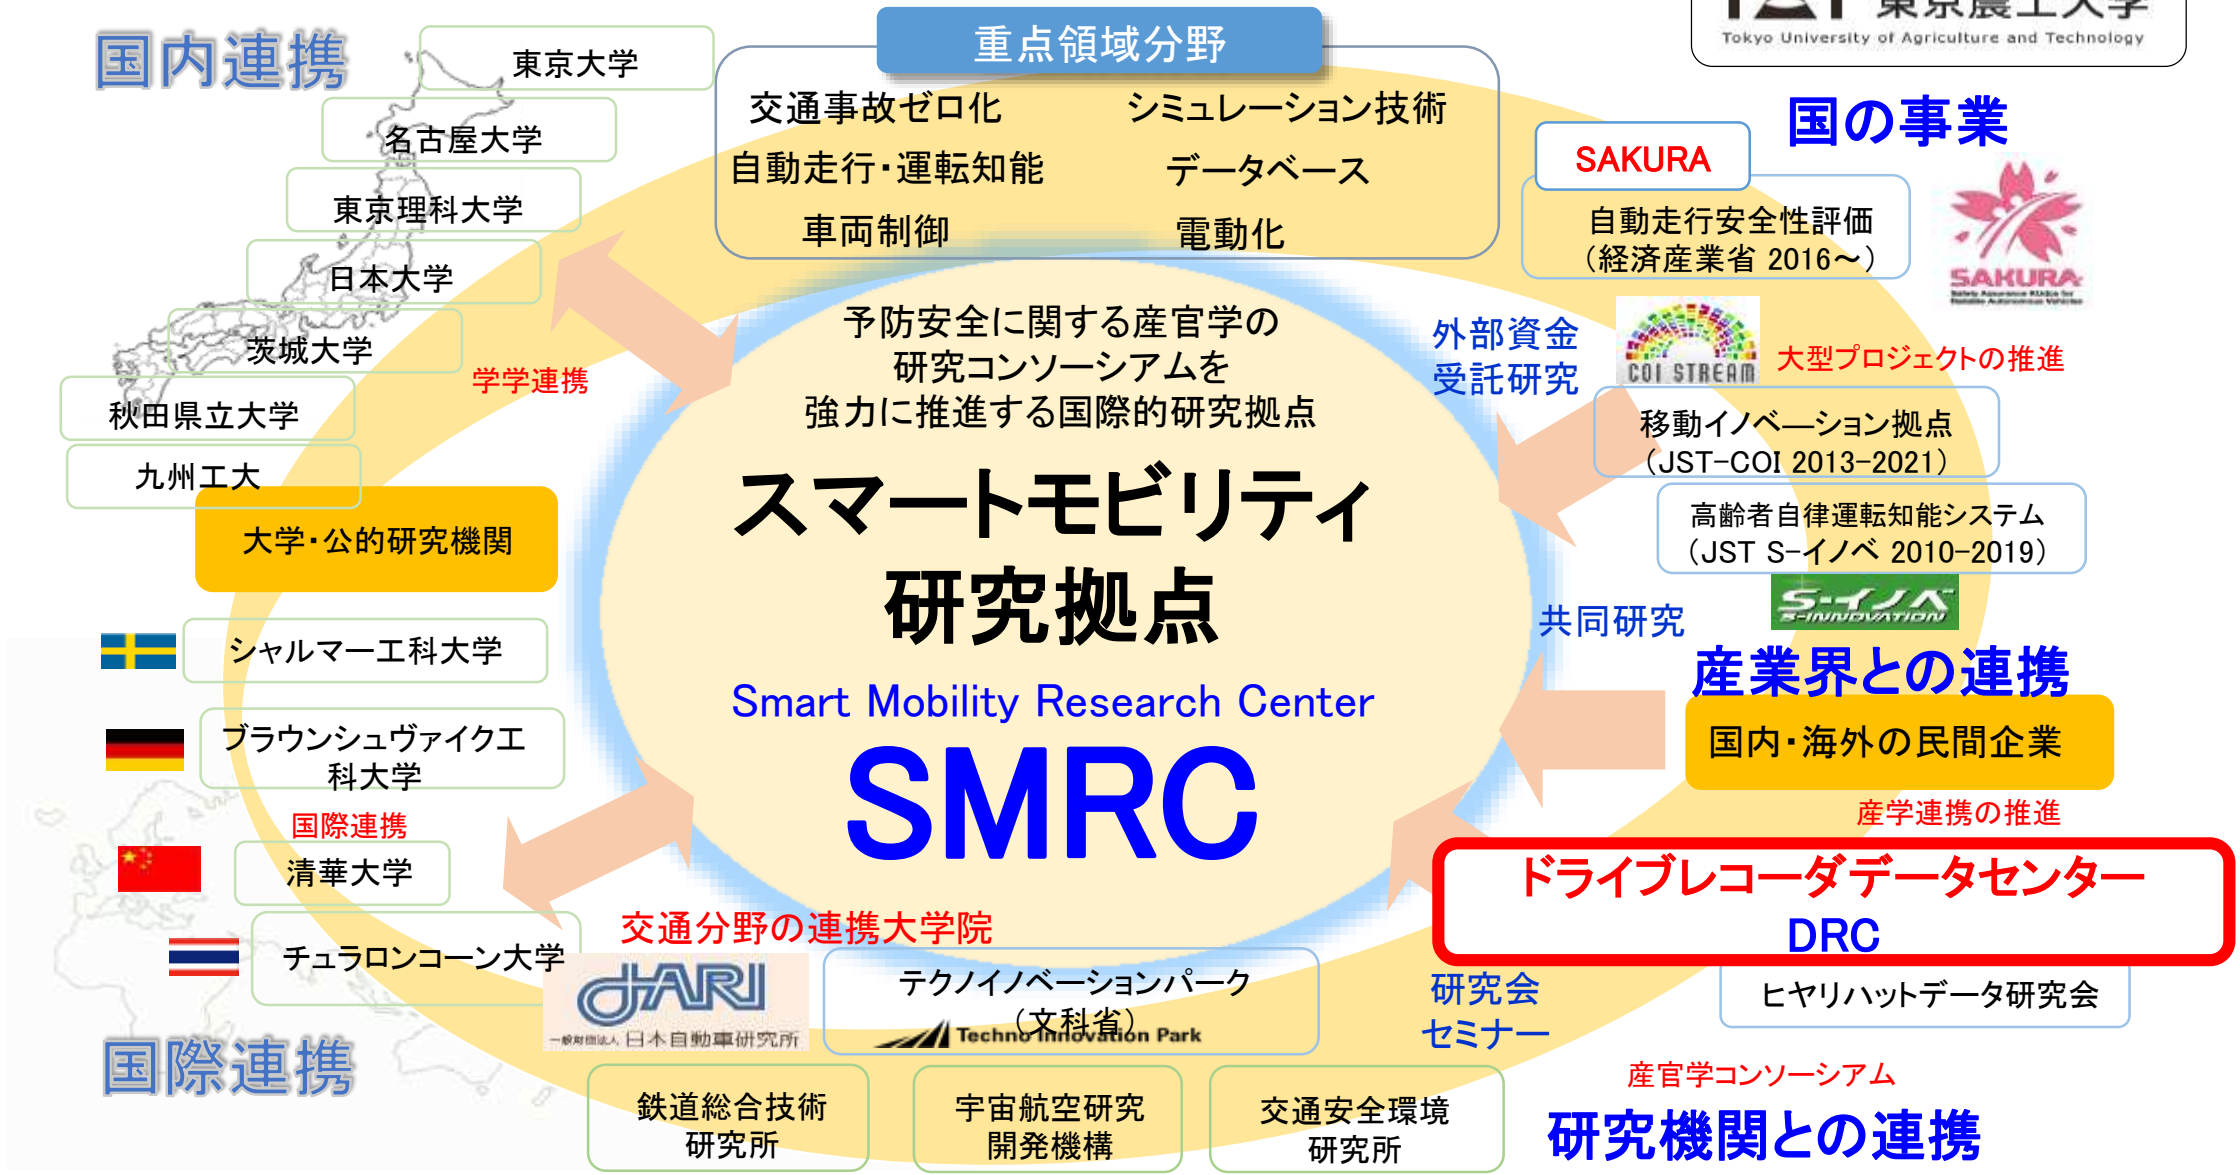 国内連携
東京大学
名古屋大学
東京理科大学
日本大学
茨城大学
秋田県立大学
九州工大
学学連携
大学・公的研究機関
シャルマー工科大学
ブラウンシュヴァイクエ
科大学
国際連携
清華大学
チュラロンコーン大学
国際連携
重点領域分野
交通事故ゼロ化
シミュレーション技術
自動走行・運転知能
データベース
車両制御
電動化
予防安全に関する産官学の
研究コンソーシアムを
強力に推進する国際的研究拠点
スマートモビリティ
研究拠点
Smart Mobility Research Center
SMRC
東京農工大学
Tokyo University of Agriculture and Technology
国の事業
SAKURA
自動走行安全性評価
（経済産業省 2016～）
SAKURA
外部資金
受託研究
COI STREAM
大型プロジェクトの推進
移動イノベ―ション拠点
（JST-COI 2013-2021）
高齢者自律運転知能システム
（JST S-イノベ 2010-2019）
S-イノベ
S-INNOVATION
共同研究
産業界との連携
国内・海外の民間企業
産学連携の推進
ドライブレコーダデータセンター
DRC
ヒヤリハットデータ研究会
研究会
セミナー
産官学コンソーシアム
研究機関との連携
交通分野の連携大学院
JARI
一般財団法人 日本自動車研究所
テクノイノベーションパーク
（文科省）
Techno Innovation Park
鉄道総合技術
研究所
宇宙航空研究
開発機構
交通安全環境
研究所